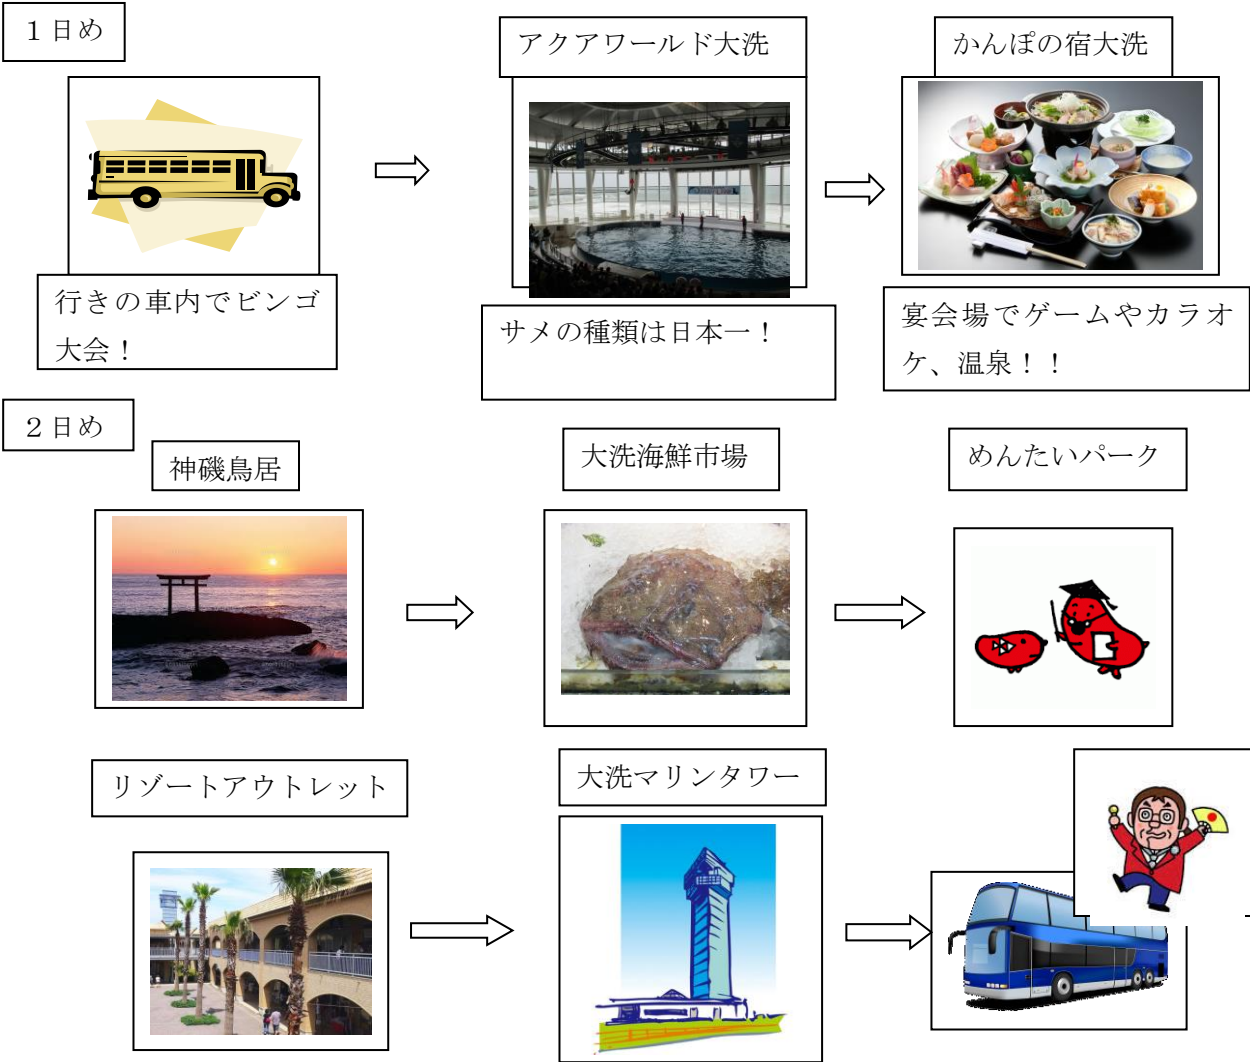 １日め
アクアワールド大洗
かんぽの宿大洗
行きの車内でビンゴ
大会！
サメの種類は日本一！
宴会場でゲームやカラオ
ケ、温泉！！
２日め
神磯鳥居
大洗海鮮市場
めんたいパーク
リゾートアウトレット
大洗マリンタワー